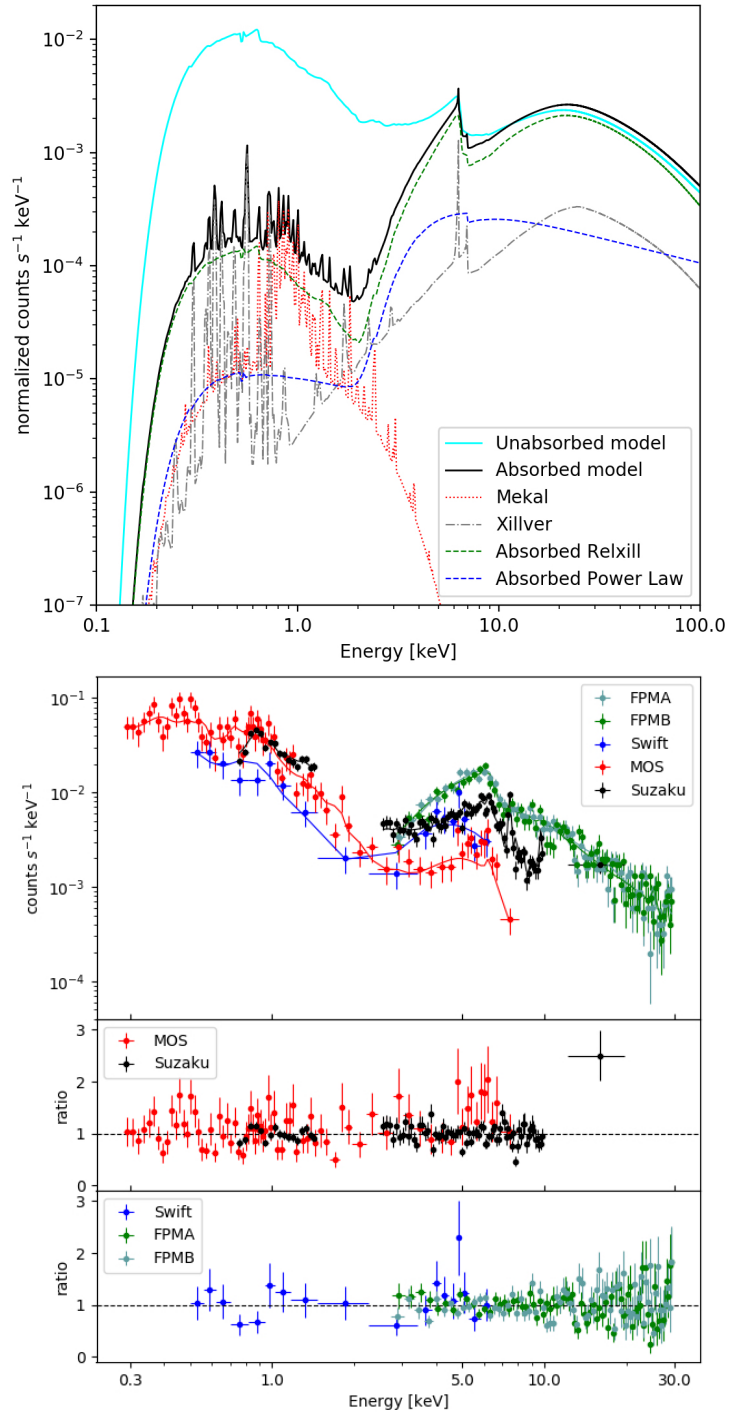 10⁻²
10⁻³
10⁻⁴
10⁻⁵
10⁻⁶
10⁻⁷
normalized counts s⁻¹ keV⁻¹
Unabsorbed model
Absorbed model
Mekal
Xillver
Absorbed Relxill
Absorbed Power Law
0.1 1.0 10.0 100.0
Energy [keV]
10⁻¹
10⁻²
10⁻³
10⁻⁴
counts s⁻¹ keV⁻¹
FPMA
FPMB
Swift
MOS
Suzaku
3
2
1
0
ratio
MOS
Suzaku
3
2
1
0
ratio
Swift
FPMA
FPMB
0.3 1.0 5.0 10.0 30.0
Energy [keV]